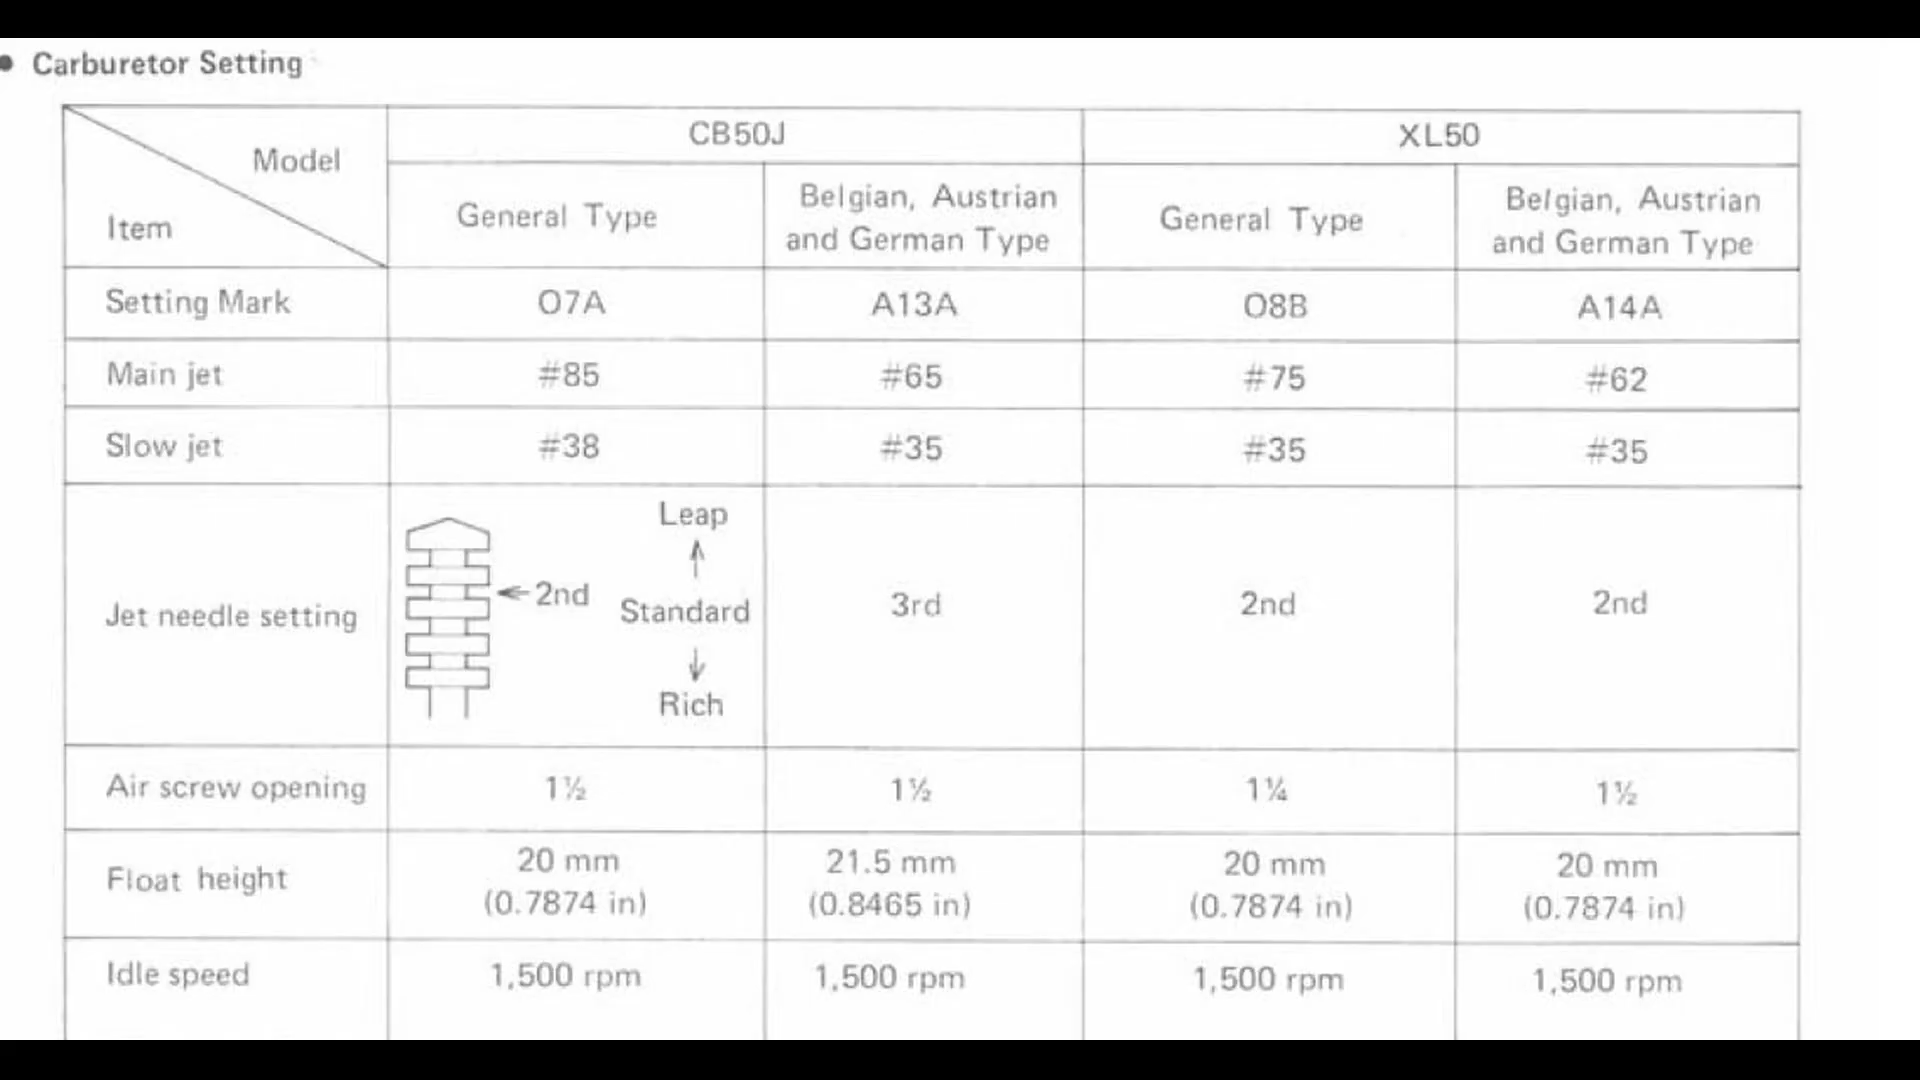 • Carburetor Setting
Model
Item
CB50J
XL50
General Type
Belgian, Austrian
and German Type
General Type
Belgian, Austrian
and German Type
Setting Mark
07A
A13A
08B
A14A
Main jet
#85
#65
#75
#62
Slow jet
#38
#35
#35
#35
Jet needle setting
2nd
Leap
Standard
Rich
3rd
2nd
2nd
Air screw opening
1½
1½
1¼
1½
Float height
20 mm
(0.7874 in)
21.5 mm
(0.8465 in)
20 mm
(0.7874 in)
20 mm
(0.7874 in)
Idle speed
1,500 rpm
1,500 rpm
1,500 rpm
1,500 rpm